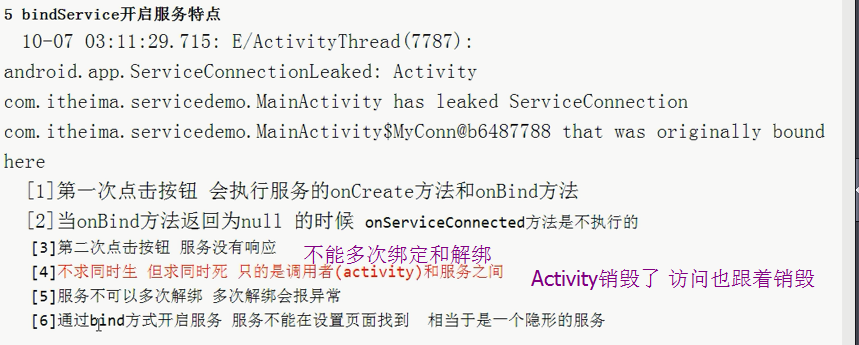 5 bindService开启服务特点
10-07 03:11:29.715: E/ActivityThread(7787):
android.app.ServiceConnectionLeaked: Activity
com.itheima.servicedemo.MainActivity has leaked ServiceConnection
com.itheima.servicedemo.MainActivity$MyConn@b6487788 that was originally bound
here
[1]第一次点击按钮 会执行服务的onCreate方法和onBind方法
[2]当onBind方法返回为null 的时候 onServiceConnected方法是不执行的
[3]第二次点击按钮 服务没有响应 不能多次绑定和解绑
[4]不求同时生 但求同时死 只的是调用者(activity)和服务之间 Activity销毁了 访问也跟着销毁
[5]服务不可以多次解绑 多次解绑会报异常
[6]通过bind方式开启服务 服务不能在设置页面找到 相当于是一个隐形的服务